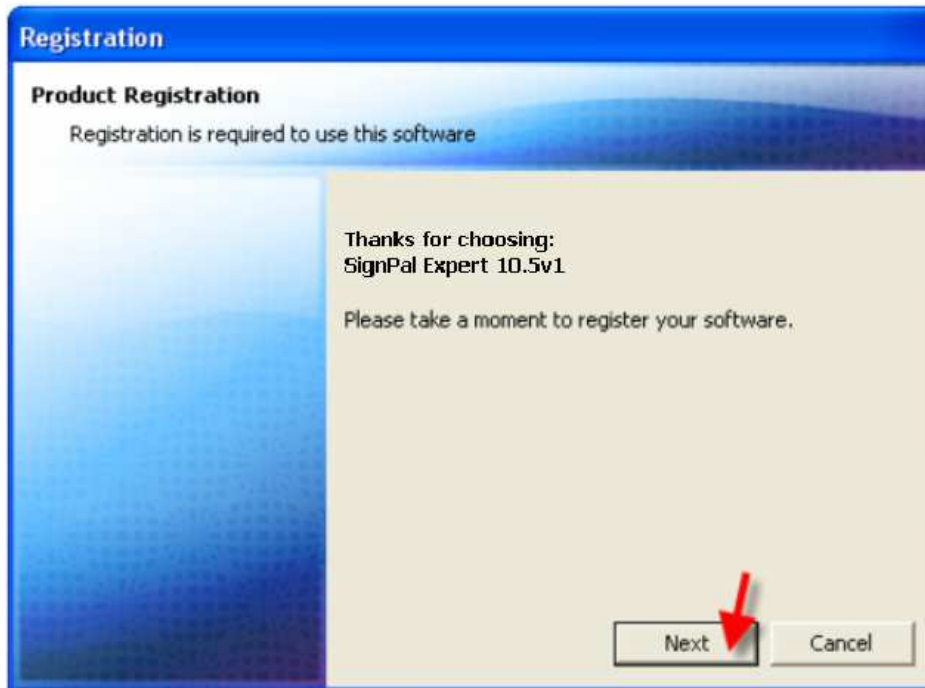 Registration
Product Registration
Registration is required to use this software
Thanks for choosing:
SignPal Expert 10.5v1
Please take a moment to register your software.
Next
Cancel